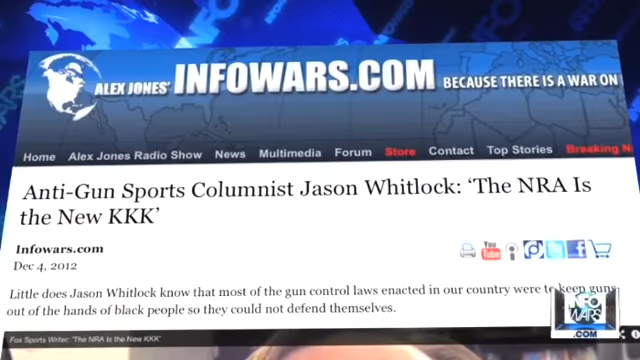 ALEX JONES' INFOWARS.COM BECAUSE THERE IS A WAR ON
Home Alex Jones Radio Show News Multimedia Forum Store Contact Top Stories Breaking N
Anti-Gun Sports Columnist Jason Whitlock: ‘The NRA Is
the New KKK’
Infowars.com
Dec 4, 2012
You
Tube
Little does Jason Whitlock know that most of the gun control laws enacted in our country were to keep guns
out of the hands of black people so they could not defend themselves.
INFO
WARS
.COM
Fox Sports Writer: 'The NRA Is the New KKK'